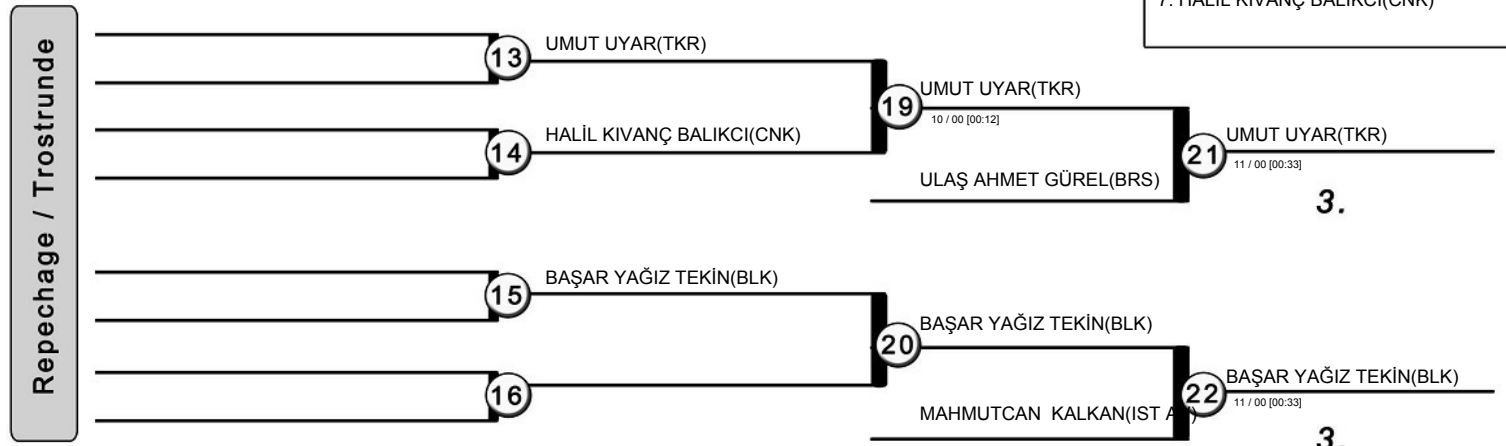 7. HALİL KIVANÇ BALIKCI(CNK)
Repechage / Trostrunde
13
UMUT UYAR(TKR)
14
HALİL KIVANÇ BALIKCI(CNK)
19
UMUT UYAR(TKR)
10 / 00 [00:12]
ULAŞ AHMET GÜREL(BRS)
21
UMUT UYAR(TKR)
11 / 00 [00:33]
3.
15
BAŞAR YAĞIZ TEKİN(BLK)
16
20
BAŞAR YAĞIZ TEKİN(BLK)
MAHMUTCAN KALKAN(IST
22
BAŞAR YAĞIZ TEKİN(BLK)
11 / 00 [00:33]
3.